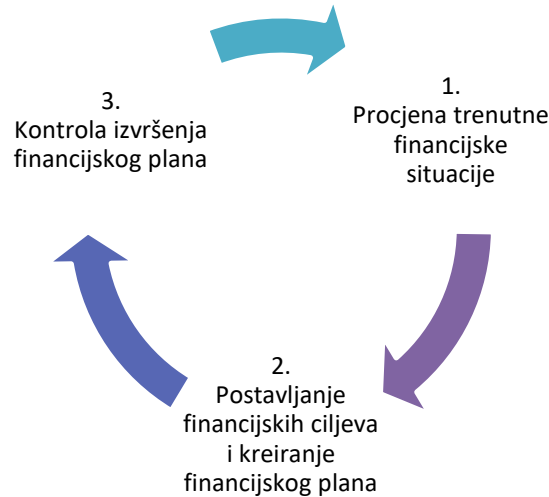 1.
Procjena trenutne
financijske
situacije
2.
Postavljanje
financijskih ciljeva
i kreiranje
financijskog plana
3.
Kontrola izvršenja
financijskog plana